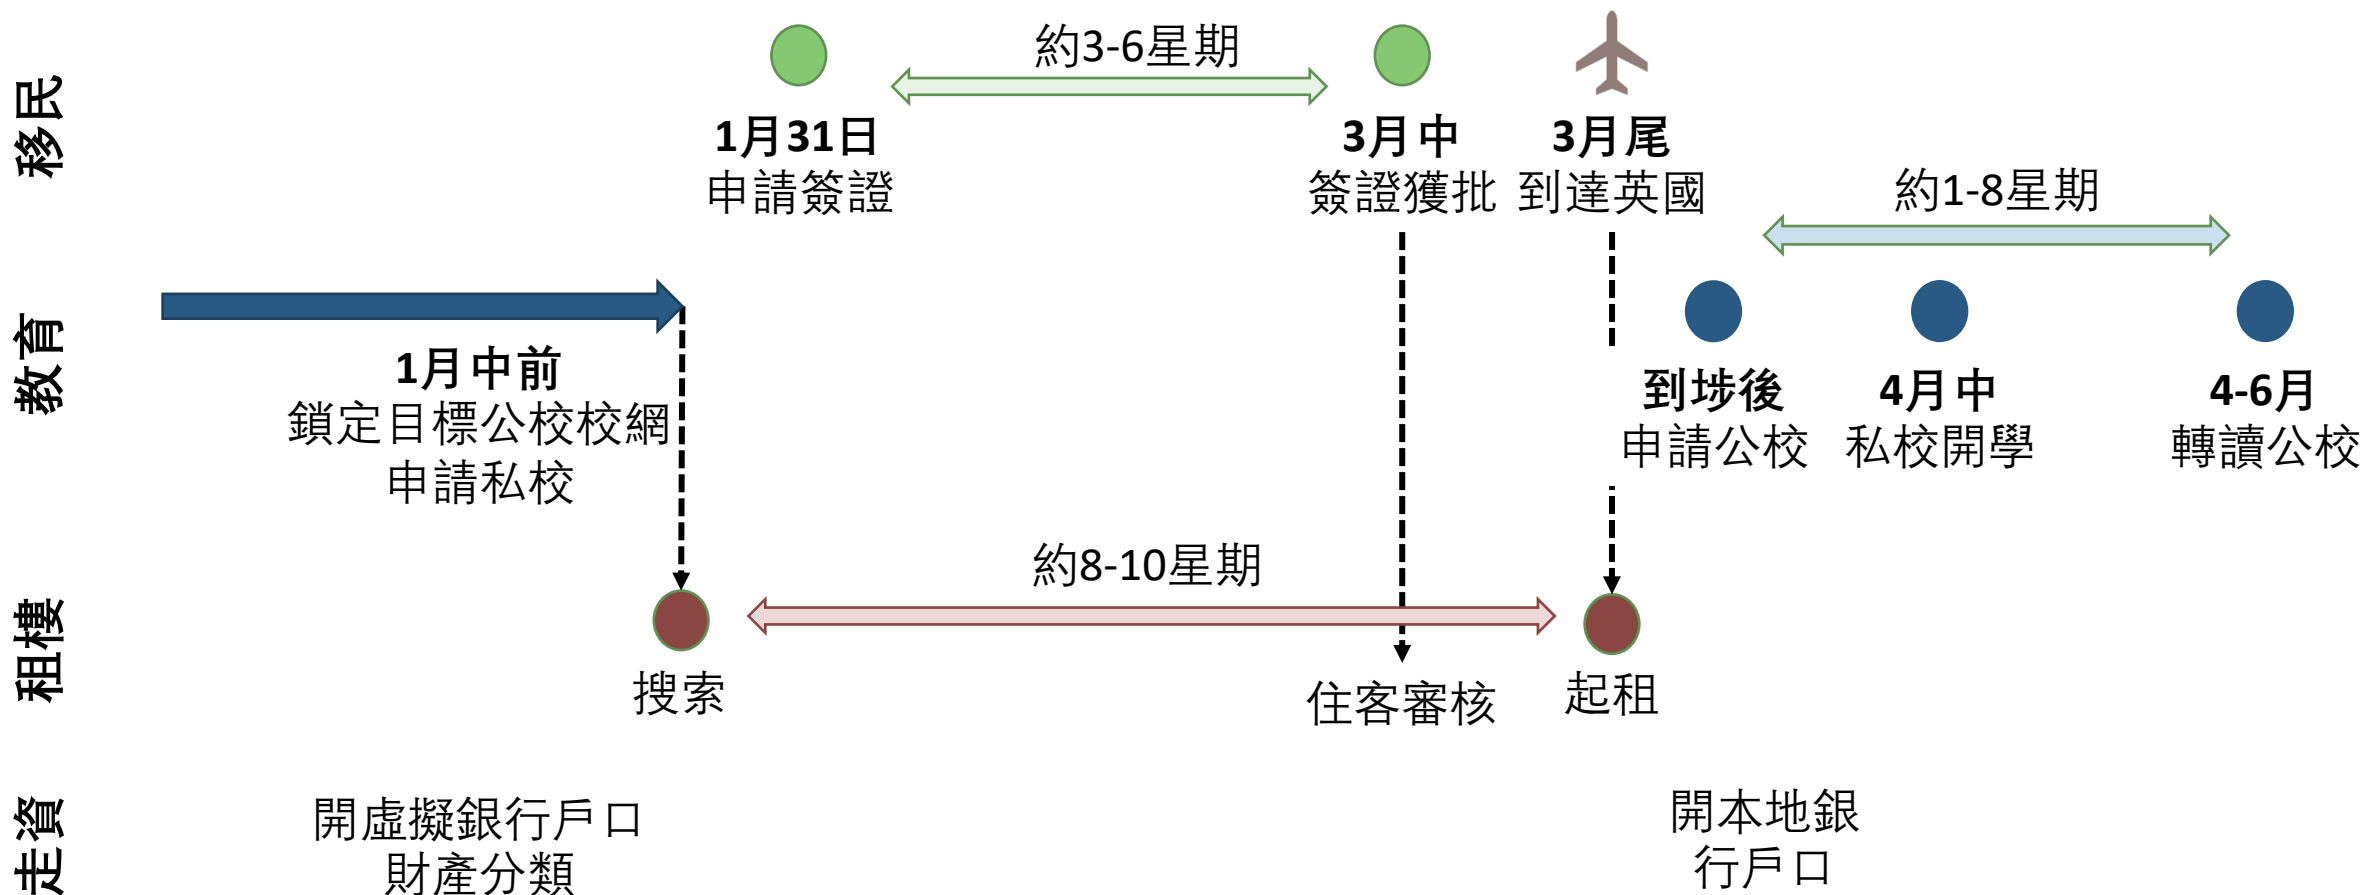 移民
約3-6星期
1月31日
申請簽證
3月中
簽證獲批
3月尾
到達英國
約1-8星期
教育
1月中前
鎖定目標公校校網
申請私校
到埗後
申請公校
4月中
私校開學
4-6月
轉讀公校
租樓
約8-10星期
搜索
住客審核
起租
走資
開虛擬銀行戶口
財產分類
開本地銀
行戶口